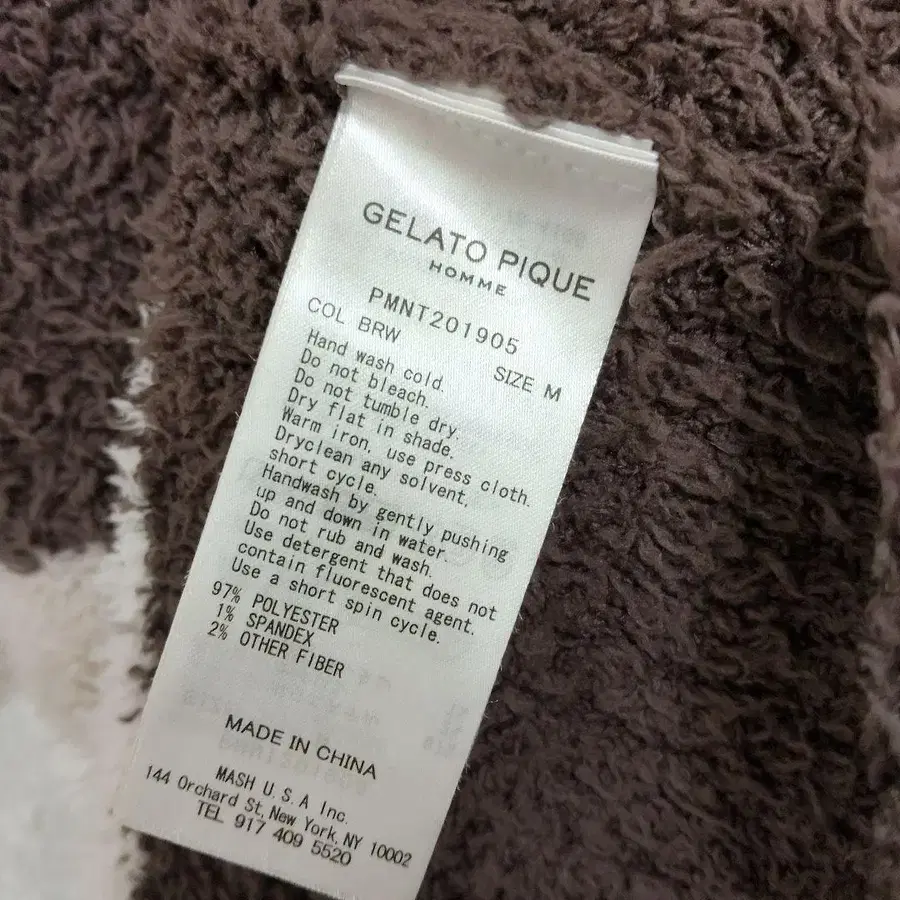 GELATO PIQUE
HOMME
PMNT201905
COL BRW
SIZE M
Hand wash cold.
Do not bleach.
Do not tumble dry.
Dry flat in shade.
Warm iron, use press cloth.
Dryclean any solvent,
short cycle.
Handwash by gently pushing
up and down in water.
Do not rub and wash.
Use detergent that does not
contain fluorescent agent.
Use a short spin cycle.
97% POLYESTER
1% SPANDEX
2% OTHER FIBER
MADE IN CHINA
MASH U.S.A Inc.
144 Orchard St, New York, NY 10002
TEL 917 409 5520